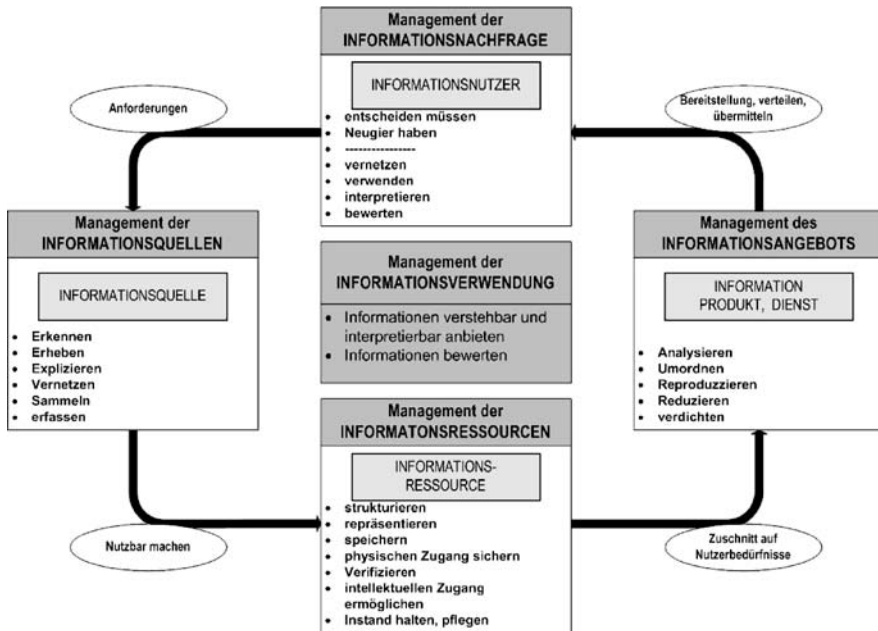 Management der
INFORMATIONSNACHFRAGE
INFORMATIONSNUTZER
• entscheiden müssen
• Neugier haben
• ----------------
• vernetzen
• verwenden
• interpretieren
• bewerten
Anforderungen
Bereitstellung, verteilen,
übermitteln
Management der
INFORMATIONSQUELLEN
INFORMATIONSQUELLE
• Erkennen
• Erheben
• Explizieren
• Vernetzen
• Sammeln
• erfassen
Management der
INFORMATIONSVERWENDUNG
• Informationen verstehbar und
interpretierbar anbieten
• Informationen bewerten
Management des
INFORMATIONSANGEBOTS
INFORMATION
PRODUKT, DIENST
• Analysieren
• Umordnen
• Reproduzzieren
• Reduzieren
• verdichten
Management der
INFORMATONSRESSOURCEN
INFORMATIONS-
RESSOURCE
• strukturieren
• repräsentieren
• speichern
• physischen Zugang sichern
• Verifizieren
• intellektuellen Zugang
ermöglichen
• Instand halten, pflegen
Nutzbar machen
Zuschnitt auf
Nutzerbedürfnisse